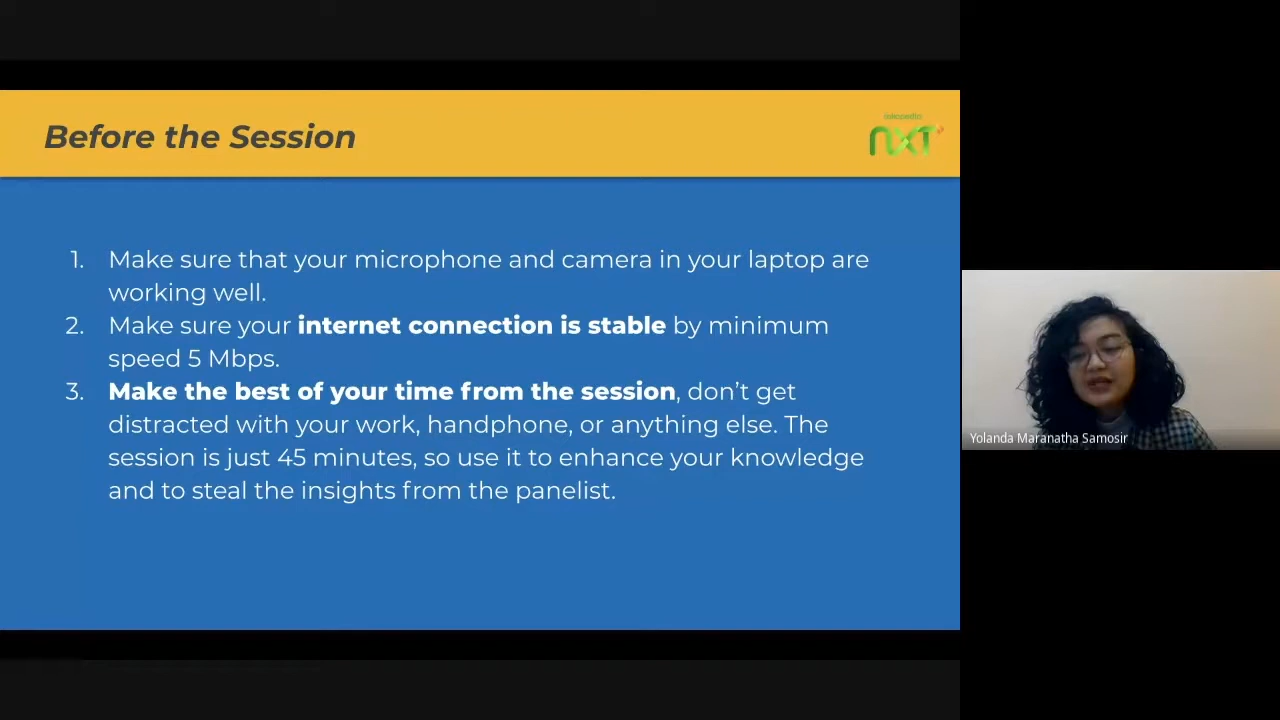 Before the Session
tokopedia
nxt
1. Make sure that your microphone and camera in your laptop are
working well.
2. Make sure your internet connection is stable by minimum
speed 5 Mbps.
3. Make the best of your time from the session, don’t get
distracted with your work, handphone, or anything else. The
session is just 45 minutes, so use it to enhance your knowledge
and to steal the insights from the panelist.
Yolanda Maranatha Samosir